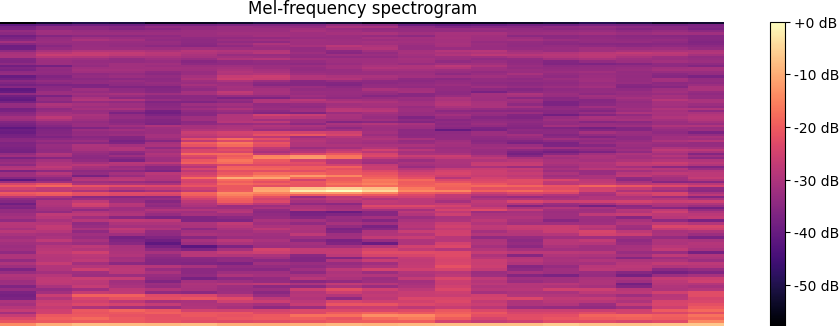 Mel-frequency spectrogram
+0 dB
-10 dB
-20 dB
-30 dB
-40 dB
-50 dB